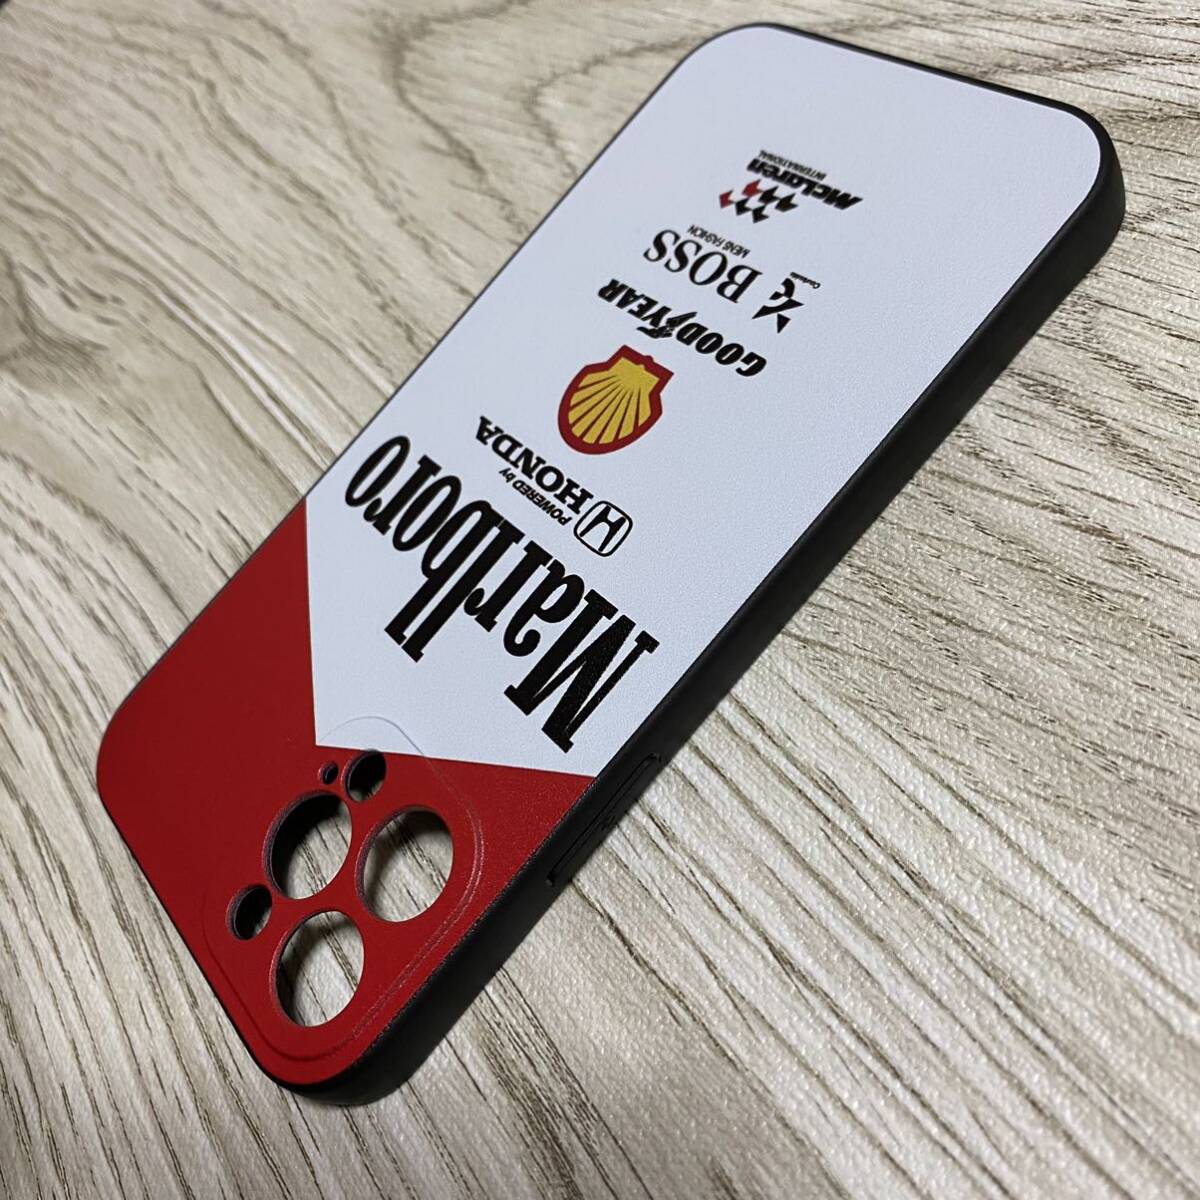 Marlboro
POWERED by
HONDA
GOODYEAR
BOSS
MENS FASHION
McLaren
INTERNATIONAL